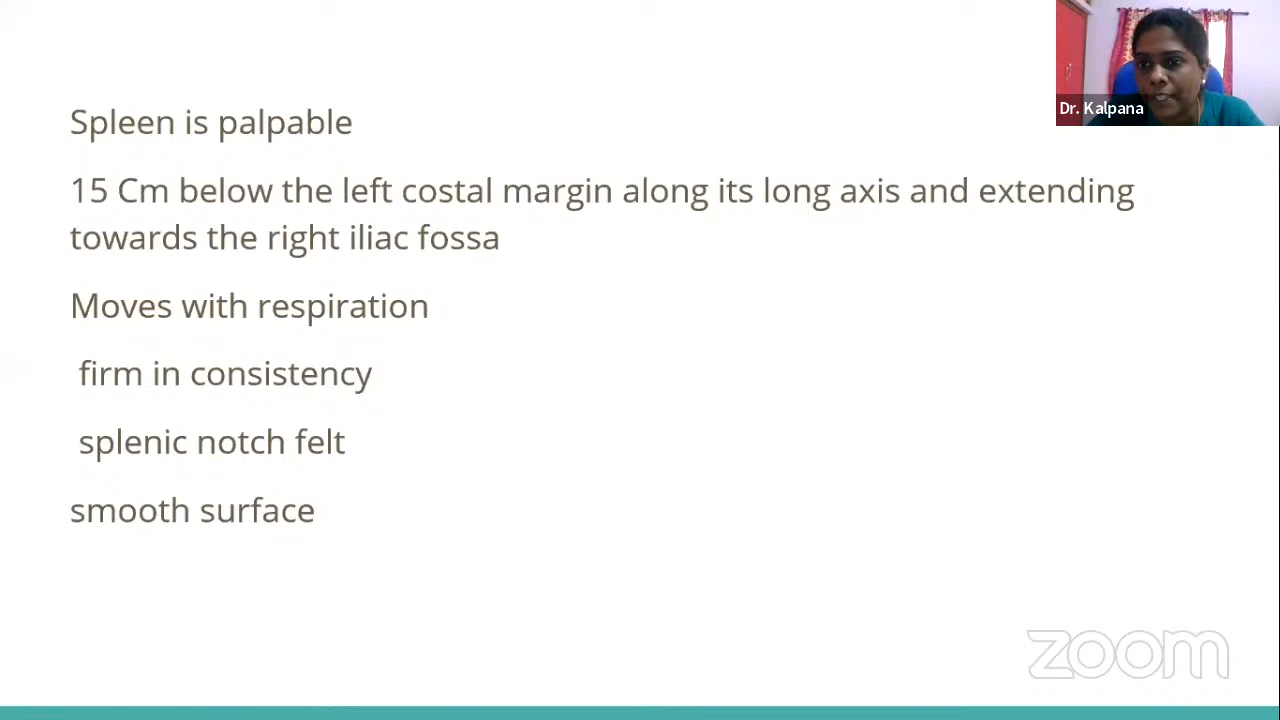 Dr. Kalpana
Spleen is palpable
15 Cm below the left costal margin along its long axis and extending
towards the right iliac fossa
Moves with respiration
firm in consistency
splenic notch felt
smooth surface
zoom